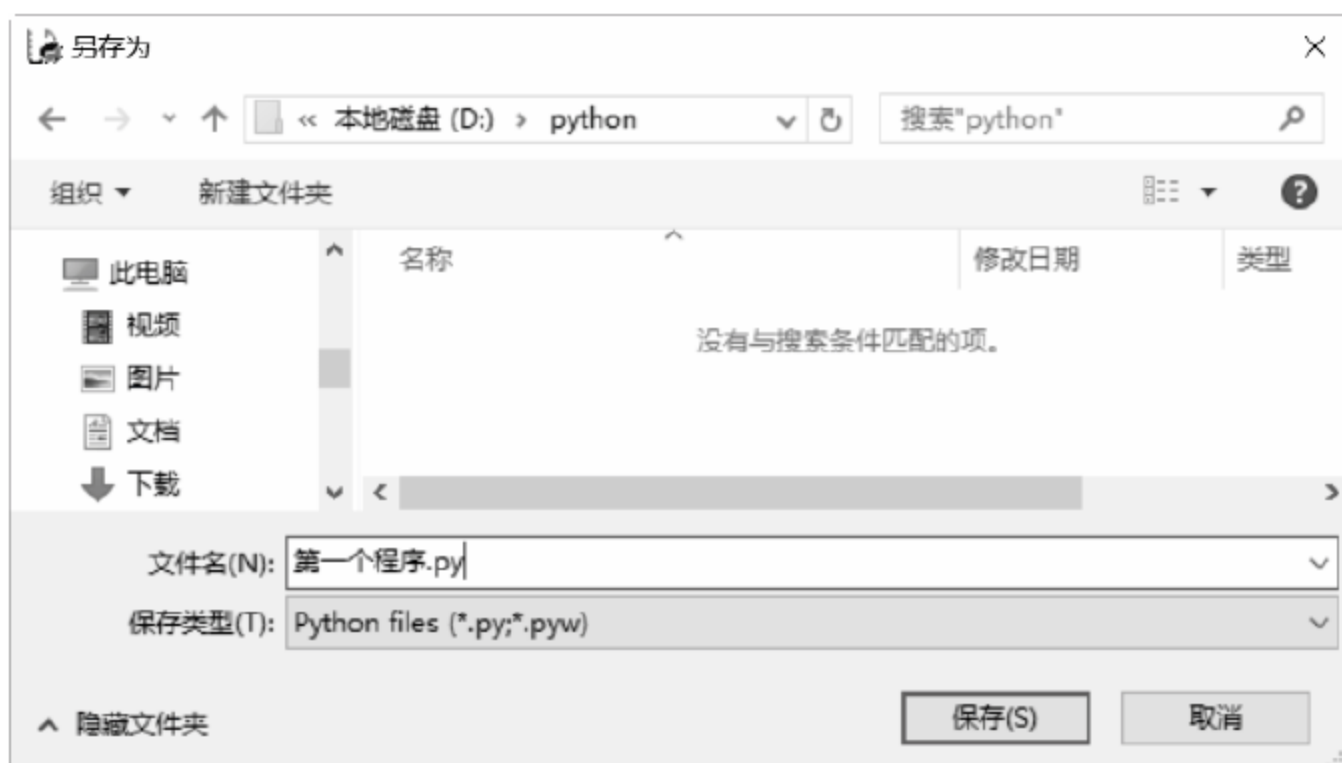 另存为
« 本地磁盘 (D:) > python 搜索"python"
组织 新建文件夹
名称 修改日期 类型
此电脑
没有与搜索条件匹配的项。
视频
图片
文档
下载
文件名(N): 第一个程序.py
保存类型(T): Python files (*.py;*.pyw)
隐藏文件夹 保存(S) 取消